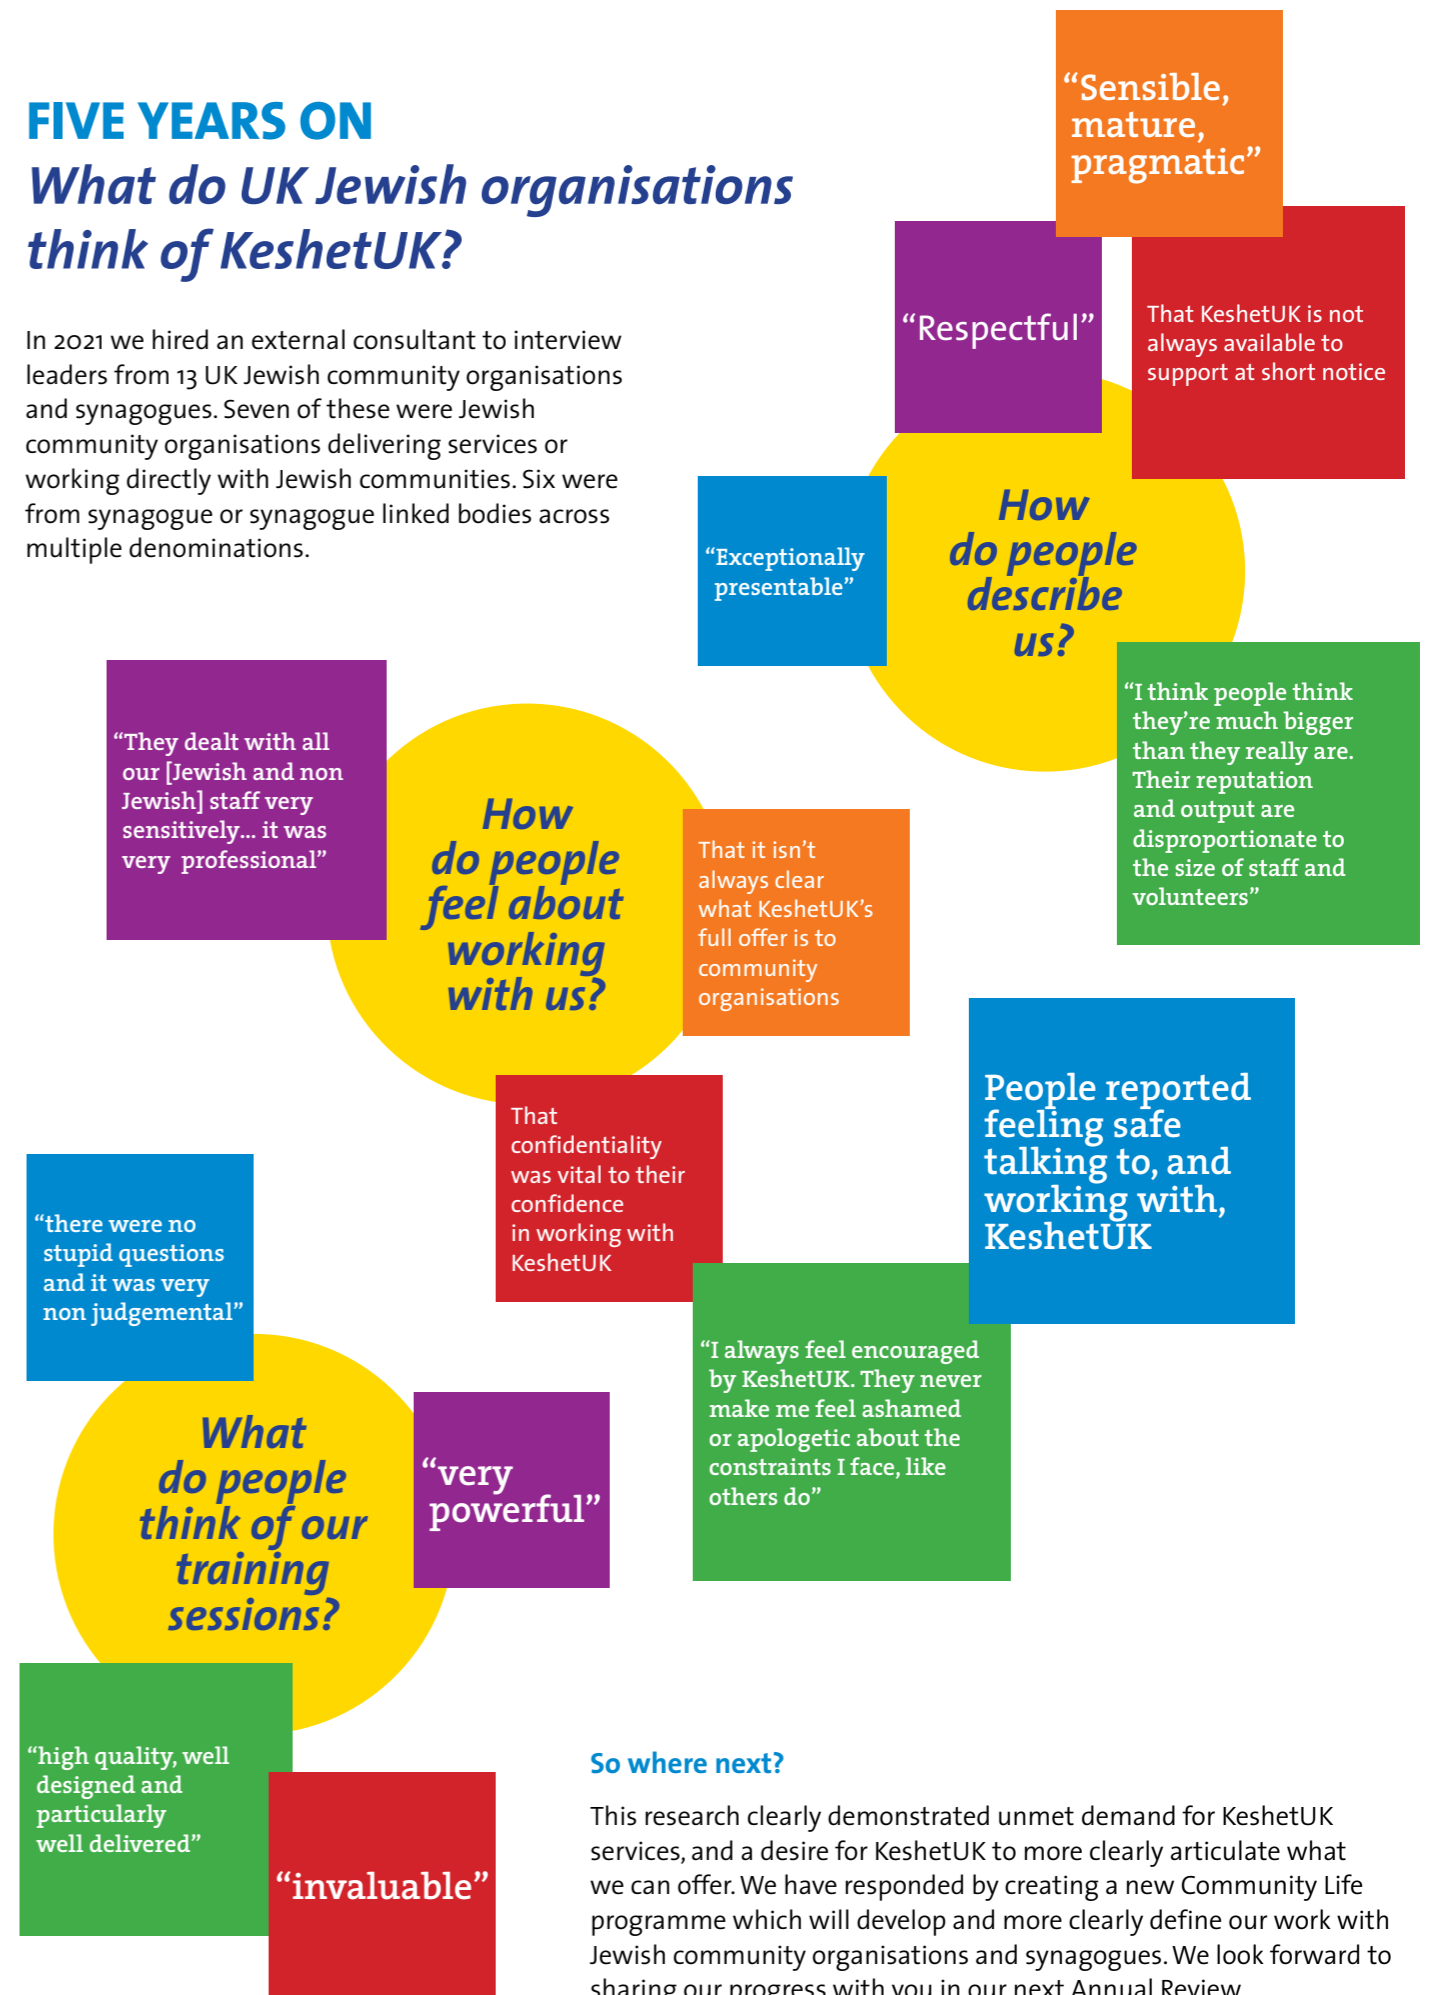 FIVE YEARS ON
What do UK Jewish organisations
think of KeshetUK?
In 2021 we hired an external consultant to interview
leaders from 13 UK Jewish community organisations
and synagogues. Seven of these were Jewish
community organisations delivering services or
working directly with Jewish communities. Six were
from synagogue or synagogue linked bodies across
multiple denominations.
“Sensible,
mature,
pragmatic”
“Respectful”
That KeshetUK is not
always available to
support at short notice
“Exceptionally
presentable”
How
do people
describe
us?
“I think people think
they’re much bigger
than they really are.
Their reputation
and output are
disproportionate to
the size of staff and
volunteers”
“They dealt with all
our [Jewish and non
Jewish] staff very
sensitively... it was
very professional”
How
do people
feel about
working
with us?
That it isn’t
always clear
what KeshetUK’s
full offer is to
community
organisations
That
confidentiality
was vital to their
confidence
in working with
KeshetUK
People reported
feeling safe
talking to, and
working with,
KeshetUK
“I always feel encouraged
by KeshetUK. They never
make me feel ashamed
or apologetic about the
constraints I face, like
others do”
“there were no
stupid questions
and it was very
non judgemental”
What
do people
think of our
training
sessions?
“very
powerful”
“high quality, well
designed and
particularly
well delivered”
“invaluable”
So where next?
This research clearly demonstrated unmet demand for KeshetUK
services, and a desire for KeshetUK to more clearly articulate what
we can offer. We have responded by creating a new Community Life
programme which will develop and more clearly define our work with
Jewish community organisations and synagogues. We look forward to
sharing our progress with you in our next Annual Review